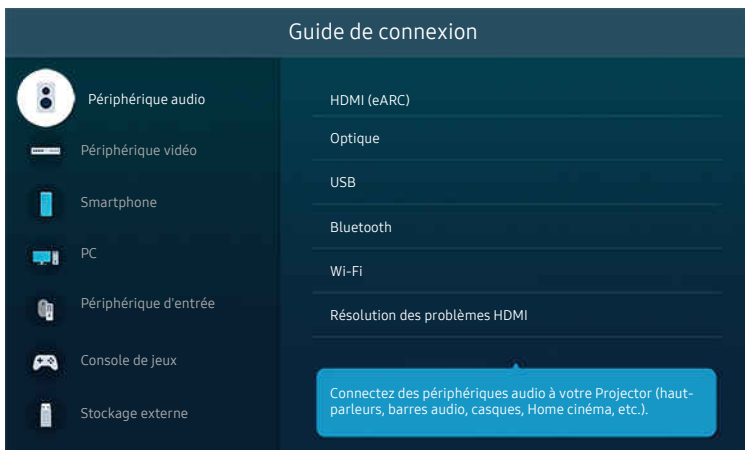 Guide de connexion
Périphérique audio
Périphérique vidéo
Smartphone
PC
Périphérique d'entrée
Console de jeux
Stockage externe
HDMI (eARC)
Optique
USB
Bluetooth
Wi-Fi
Résolution des problèmes HDMI
Connectez des périphériques audio à votre Projector (haut-
parleurs, barres audio, casques, Home cinéma, etc.).